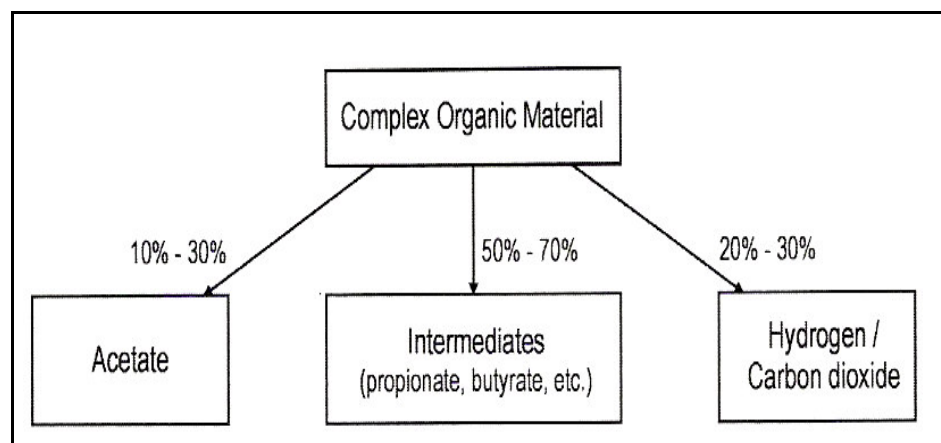 Complex Organic Material
10% - 30%
50% - 70%
20% - 30%
Acetate
Intermediates
(propionate, butyrate, etc.)
Hydrogen /
Carbon dioxide